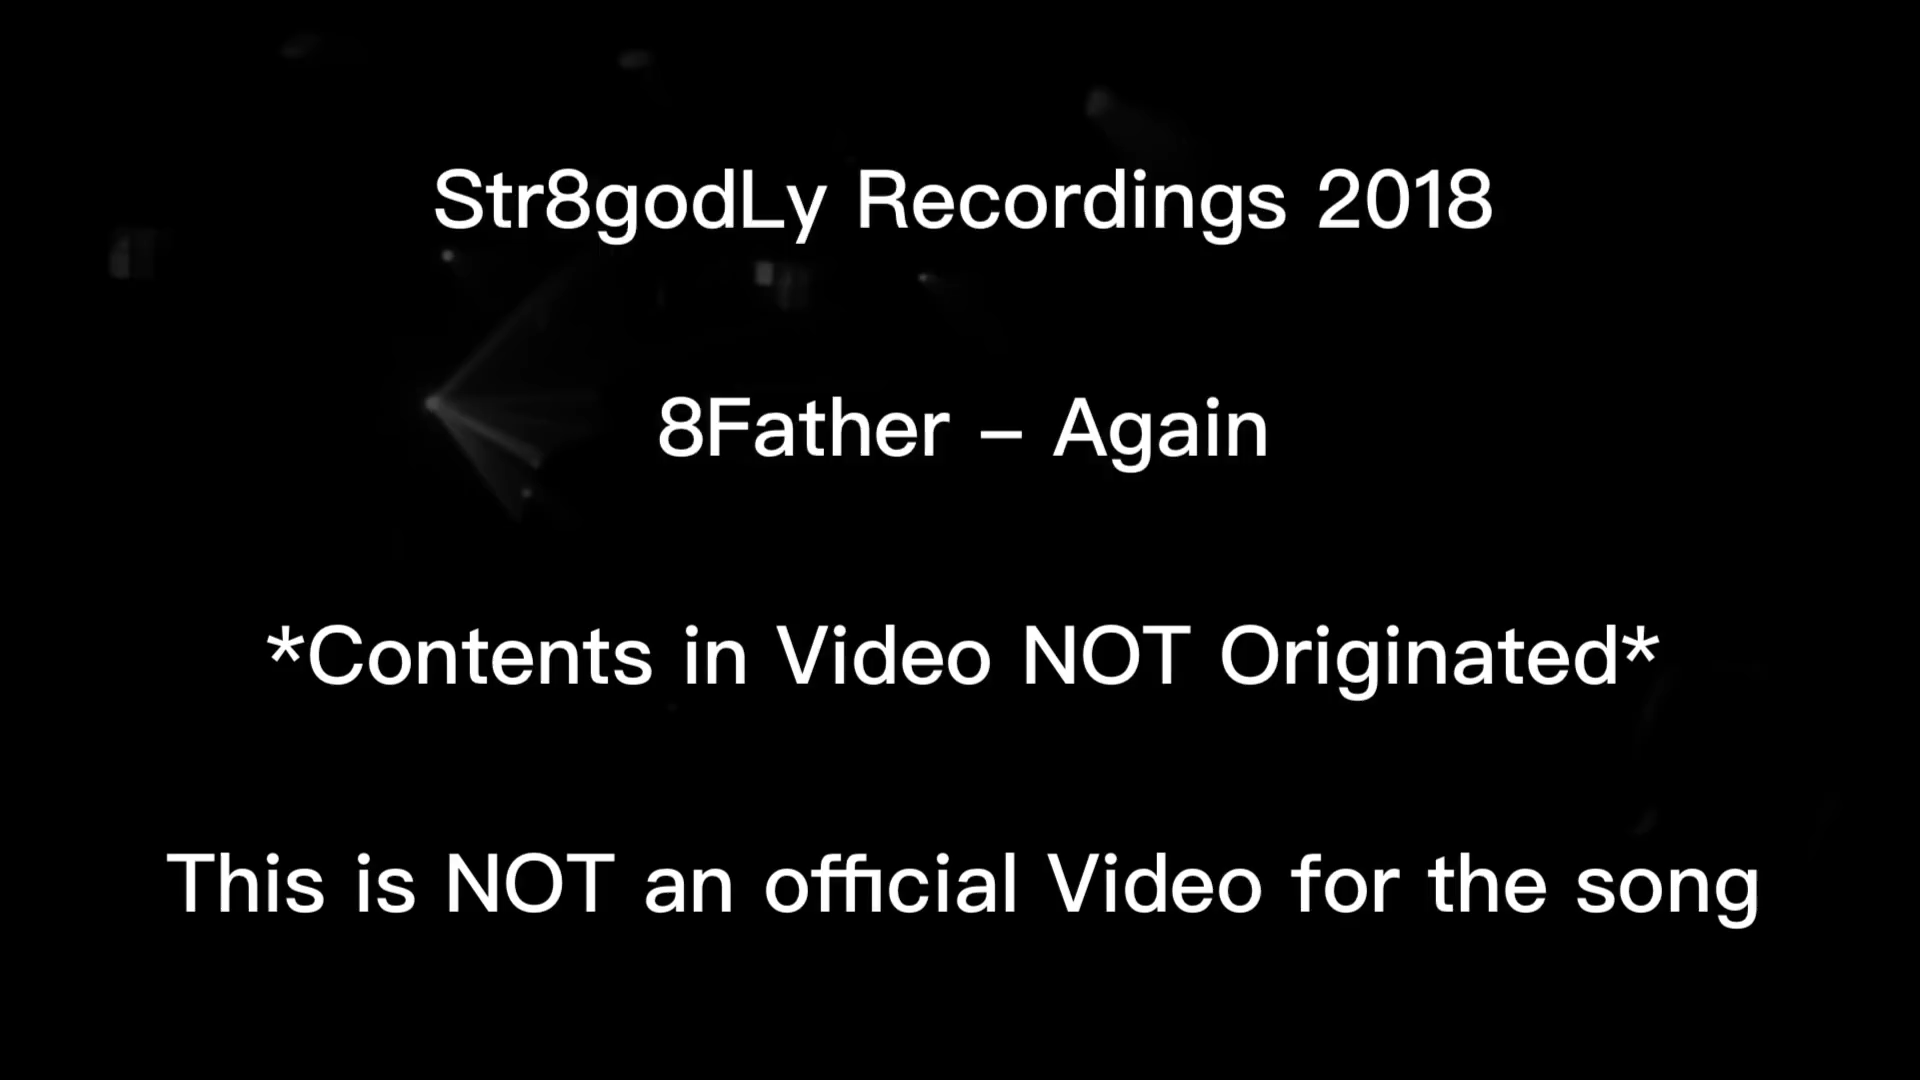 Str8godLy Recordings 2018
8Father – Again
*Contents in Video NOT Originated*
This is NOT an official Video for the song